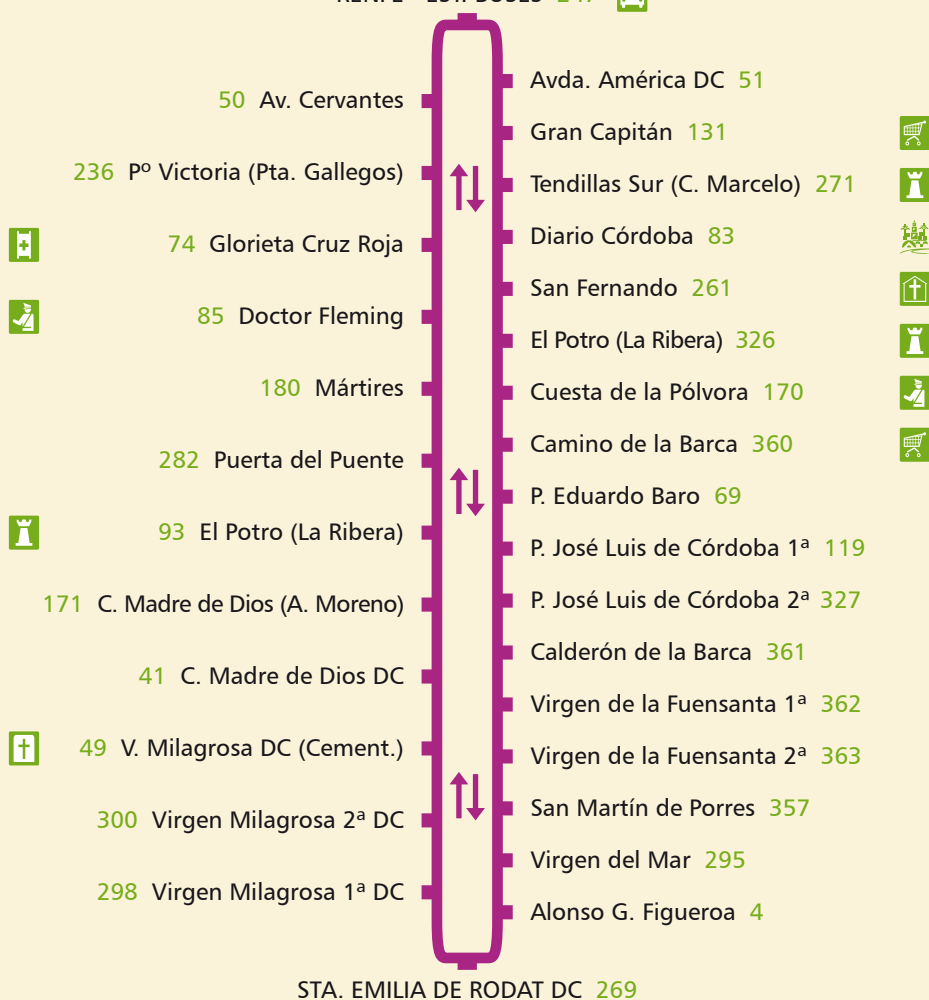 50 Av. Cervantes
236 Pº Victoria (Pta. Gallegos)
74 Glorieta Cruz Roja
85 Doctor Fleming
180 Mártires
282 Puerta del Puente
93 El Potro (La Ribera)
171 C. Madre de Dios (A. Moreno)
41 C. Madre de Dios DC
49 V. Milagrosa DC (Cement.)
300 Virgen Milagrosa 2ª DC
298 Virgen Milagrosa 1ª DC
Avda. América DC 51
Gran Capitán 131
Tendillas Sur (C. Marcelo) 271
Diario Córdoba 83
San Fernando 261
El Potro (La Ribera) 326
Cuesta de la Pólvora 170
Camino de la Barca 360
P. Eduardo Baro 69
P. José Luis de Córdoba 1ª 119
P. José Luis de Córdoba 2ª 327
Calderón de la Barca 361
Virgen de la Fuensanta 1ª 362
Virgen de la Fuensanta 2ª 363
San Martín de Porres 357
Virgen del Mar 295
Alonso G. Figueroa 4
STA. EMILIA DE RODAT DC 269